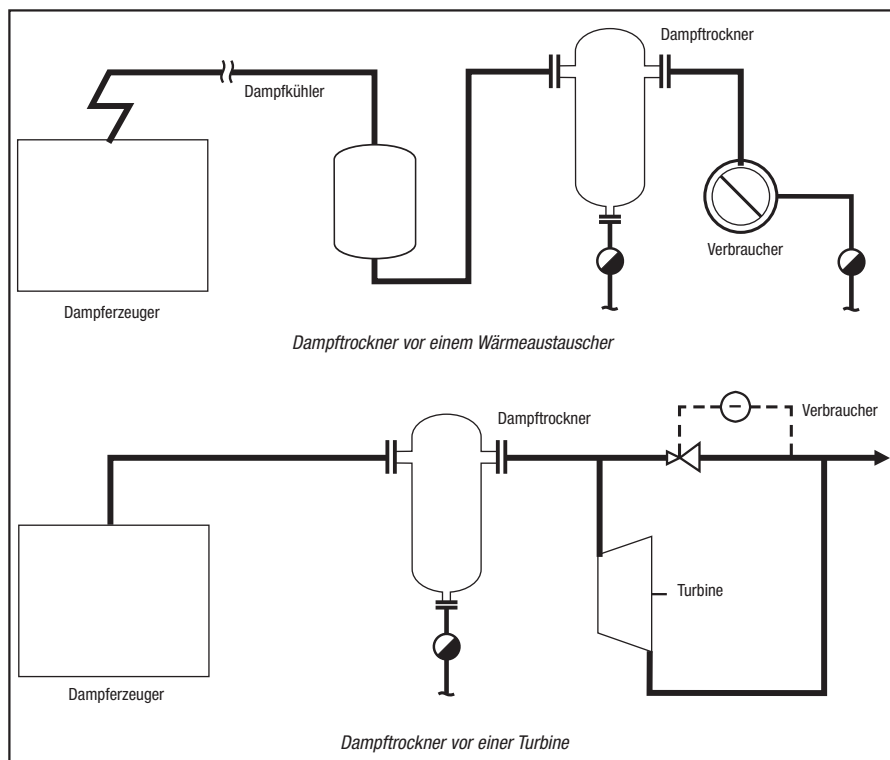 Dampftrockner
Dampfkühler
Verbraucher
Dampferzeuger
Dampftrockner vor einem Wärmeaustauscher
Dampftrockner
Verbraucher
Turbine
Dampferzeuger
Dampftrockner vor einer Turbine